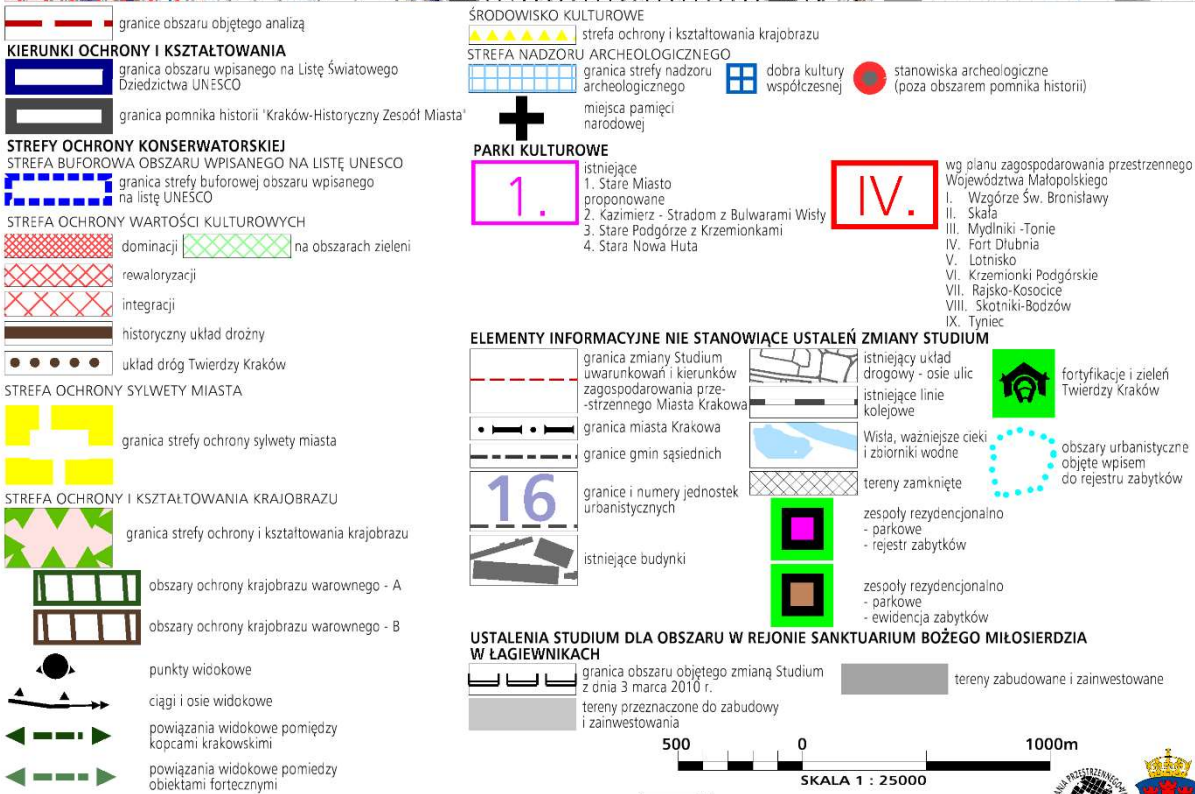 granice obszaru objętego analizą
KIERUNKI OCHRONY I KSZTAŁTOWANIA
granica obszaru wpisanego na Listę Światowego
Dziedzictwa UNESCO
granica pomnika historii 'Kraków-Historyczny Zespół Miasta'
STREFY OCHRONY KONSERWATORSKIEJ
STREFA BUFOROWA OBSZARU WPISANEGO NA LISTĘ UNESCO
granica strefy buforowej obszaru wpisanego
na listę UNESCO
STREFA OCHRONY WARTOŚCI KULTUROWYCH
dominacji
na obszarach zieleni
rewaloryzacji
integracji
historyczny układ drożny
układ dróg Twierdzy Kraków
STREFA OCHRONY SYLWETY MIASTA
granica strefy ochrony sylwety miasta
STREFA OCHRONY I KSZTAŁTOWANIA KRAJOBRAZU
granica strefy ochrony i kształtowania krajobrazu
obszary ochrony krajobrazu warownego - A
obszary ochrony krajobrazu warownego - B
punkty widokowe
ciągi i osie widokowe
powiązania widokowe pomiędzy
kopcami krakowskimi
powiązania widokowe pomiedzy
obiektami fortecznymi
ŚRODOWISKO KULTUROWE
strefa ochrony i kształtowania krajobrazu
STREFA NADZORU ARCHEOLOGICZNEGO
granica strefy nadzoru
archeologicznego
dobra kultury
współczesnej
stanowiska archeologiczne
(poza obszarem pomnika historii)
miejsca pamięci
narodowej
PARKI KULTUROWE
1.
istniejące
1. Stare Miasto
proponowane
2. Kazimierz - Stradom z Bulwarami Wisły
3. Stare Podgórze z Krzemionkami
4. Stara Nowa Huta
IV.
wg planu zagospodarowania przestrzennego
Województwa Małopolskiego
I. Wzgórze Św. Bronisławy
II. Skała
III. Mydlniki -Tonie
IV. Fort Dłubnia
V. Lotnisko
VI. Krzemionki Podgórskie
VII. Rajsko-Kosocice
VIII. Skotniki-Bodzów
IX. Tyniec
ELEMENTY INFORMACYJNE NIE STANOWIĄCE USTALEŃ ZMIANY STUDIUM
granica zmiany Studium
uwarunkowań i kierunków
zagospodarowania prze-
-strzennego Miasta Krakowa
granica miasta Krakowa
granice gmin sąsiednich
16
granice i numery jednostek
urbanistycznych
istniejące budynki
istniejący układ
drogowy - osie ulic
istniejące linie
kolejowe
Wisła, ważniejsze cieki
i zbiorniki wodne
tereny zamknięte
zespoły rezydencjonalno
- parkowe
- rejestr zabytków
zespoły rezydencjonalno
- parkowe
- ewidencja zabytków
fortyfikacje i zieleń
Twierdzy Kraków
obszary urbanistyczne
objęte wpisem
do rejestru zabytków
USTALENIA STUDIUM DLA OBSZARU W REJONIE SANKTUARIUM BOŻEGO MIŁOSIERDZIA
W ŁAGIEWNIKACH
granica obszaru objętego zmianą Studium
z dnia 3 marca 2010 r.
tereny przeznaczone do zabudowy
i zainwestowania
tereny zabudowane i zainwestowane
500 0 1000m
SKALA 1 : 25000